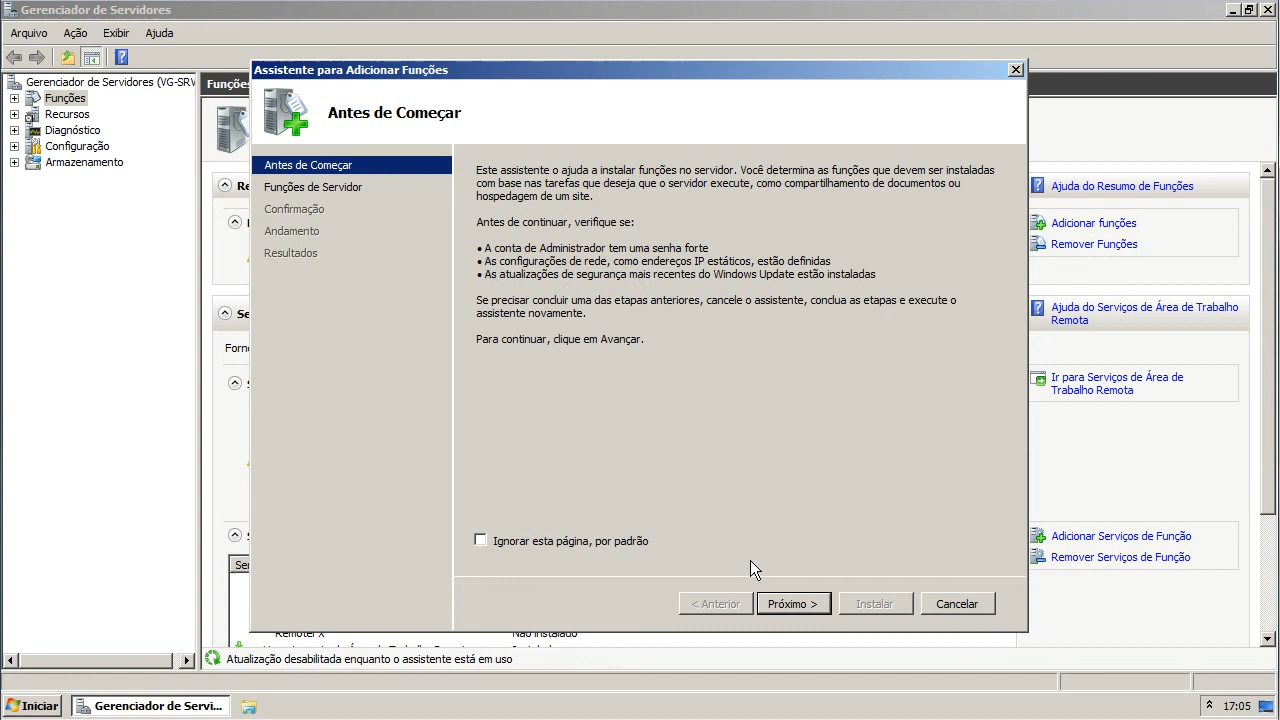 Gerenciador de Servidores
Arquivo Ação Exibir Ajuda
Gerenciador de Servidores (VG-SRV
Funções
Recursos
Diagnóstico
Configuração
Armazenamento
Funções
Assistente para Adicionar Funções
Antes de Começar
Antes de Começar
Funções de Servidor
Confirmação
Andamento
Resultados
Este assistente o ajuda a instalar funções no servidor. Você determina as funções que devem ser instaladas
com base nas tarefas que deseja que o servidor execute, como compartilhamento de documentos ou
hospedagem de um site.
Antes de continuar, verifique se:
• A conta de Administrador tem uma senha forte
• As configurações de rede, como endereços IP estáticos, estão definidas
• As atualizações de segurança mais recentes do Windows Update estão instaladas
Se precisar concluir uma das etapas anteriores, cancele o assistente, conclua as etapas e execute o
assistente novamente.
Para continuar, clique em Avançar.
Ignorar esta página, por padrão
< Anterior Próximo > Instalar Cancelar
Re
Se
Forne
Ser
Ajuda do Resumo de Funções
Adicionar funções
Remover Funções
Ajuda do Serviços de Área de Trabalho
Remota
Ir para Serviços de Área de
Trabalho Remota
Adicionar Serviços de Função
Remover Serviços de Função
Não instalado
Atualização desabilitada enquanto o assistente está em uso
Iniciar
Gerenciador de Servi...
17:05